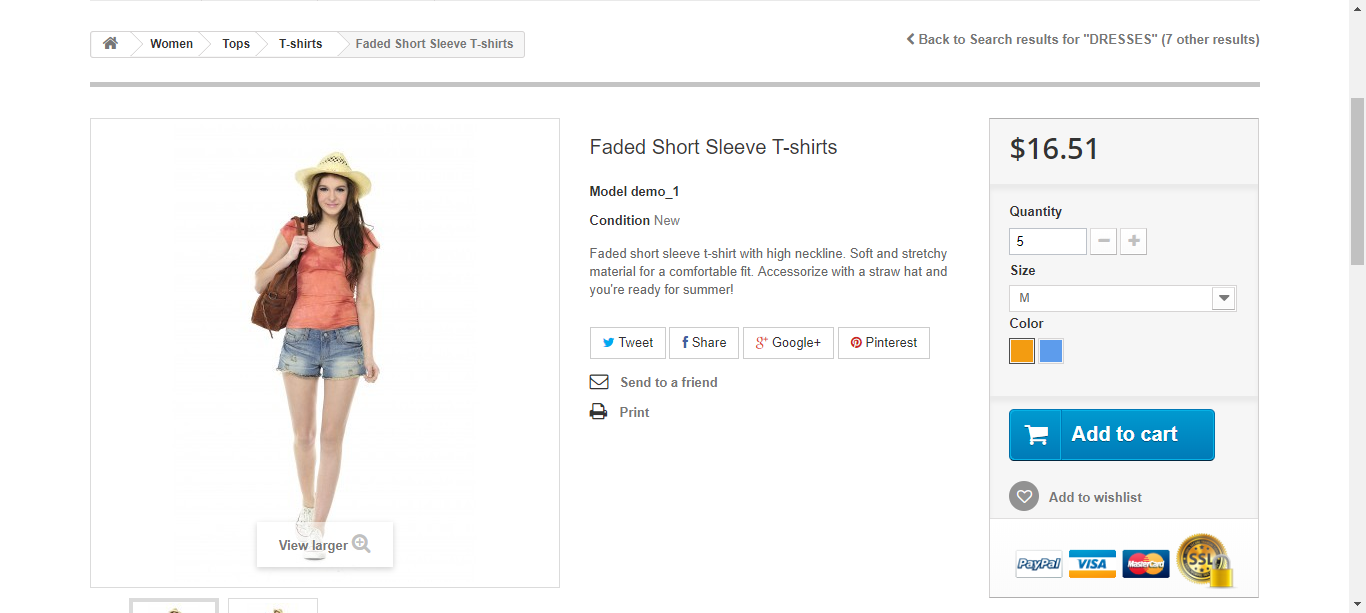 Women
Tops
T-shirts
Faded Short Sleeve T-shirts
Back to Search results for "DRESSES" (7 other results)
View larger
Faded Short Sleeve T-shirts
Model demo_1
Condition New
Faded short sleeve t-shirt with high neckline. Soft and stretchy
material for a comfortable fit. Accessorize with a straw hat and
you're ready for summer!
Tweet
Share
Google+
Pinterest
Send to a friend
Print
$16.51
Quantity
5
Size
M
Color
Add to cart
Add to wishlist
PayPal
VISA
MasterCard
SSL